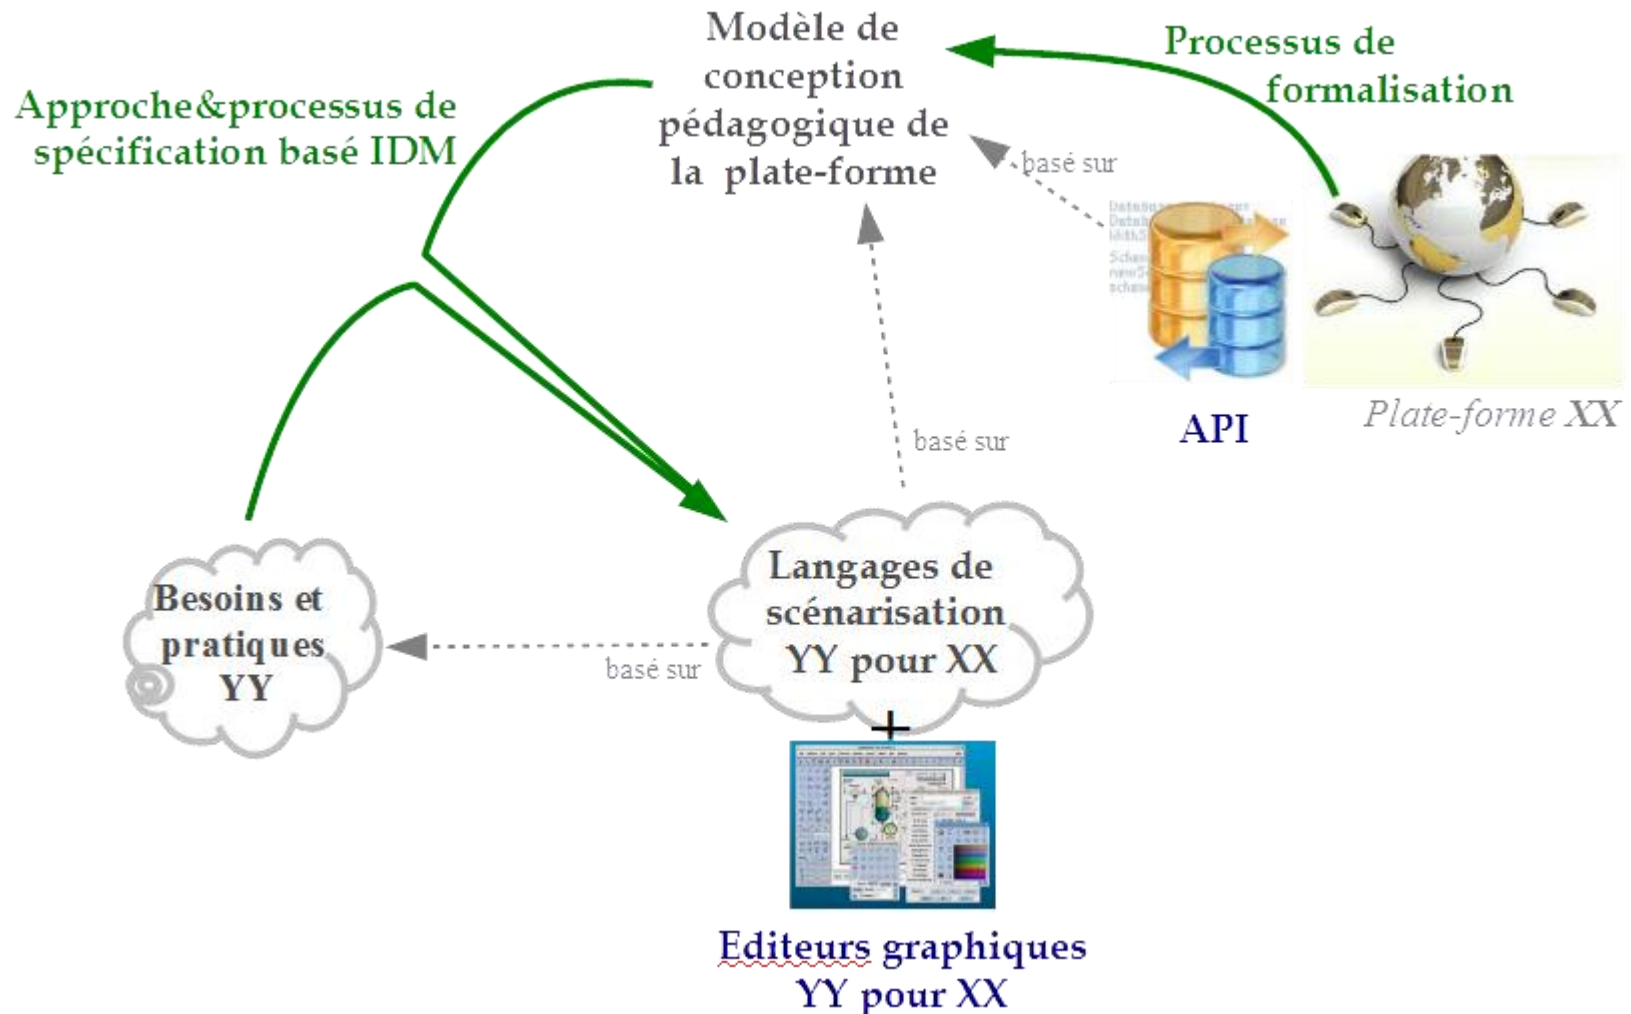 Modèle de
conception
pédagogique de
la plate-forme
Processus de
formalisation
Approche&processus de
spécification basé IDM
basé sur
API
Plate-forme XX
basé sur
Besoins et
pratiques
YY
basé sur
Langages de
scénarisation
YY pour XX
+
Editeurs graphiques
YY pour XX